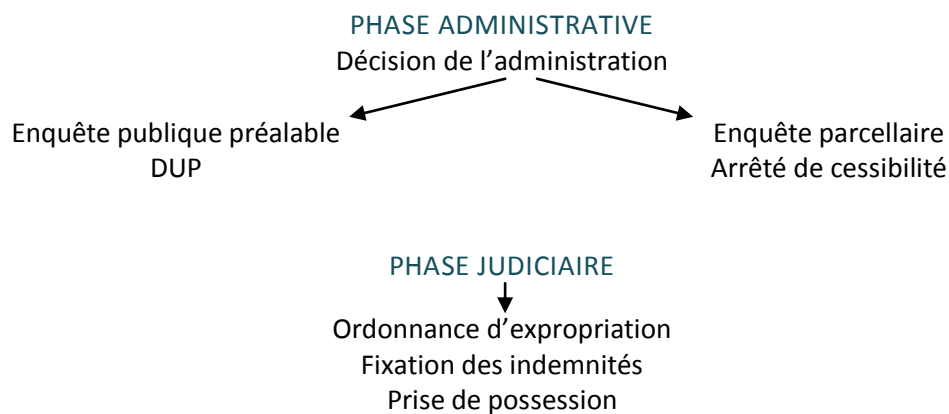 PHASE ADMINISTRATIVE
Décision de l’administration
Enquête publique préalable
DUP
Enquête parcellaire
Arrêté de cessibilité
PHASE JUDICIAIRE
Ordonnance d’expropriation
Fixation des indemnités
Prise de possession